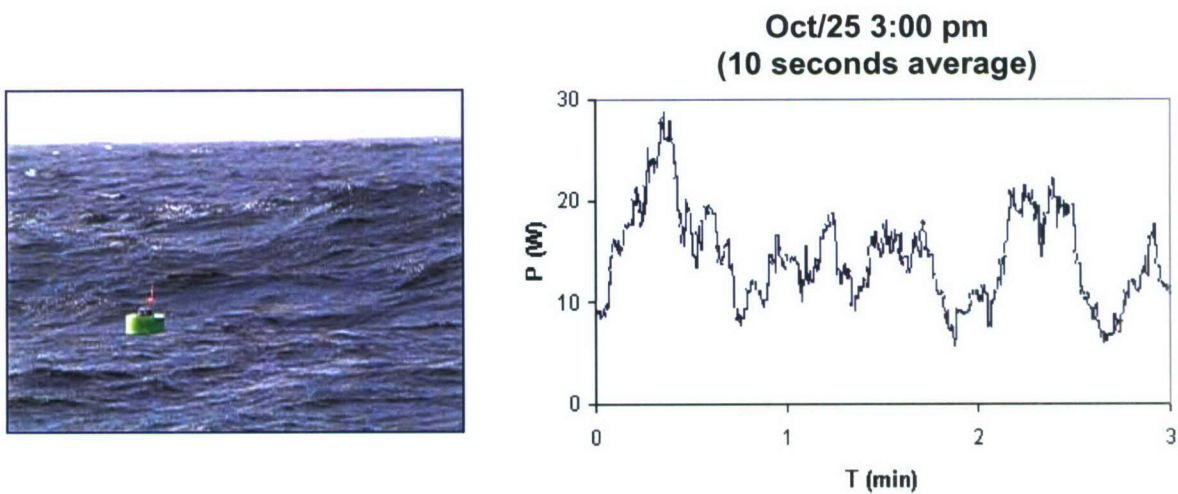 Oct/25 3:00 pm
(10 seconds average)
30
20
10
0
P (W)
0 1 2 3
T (min)